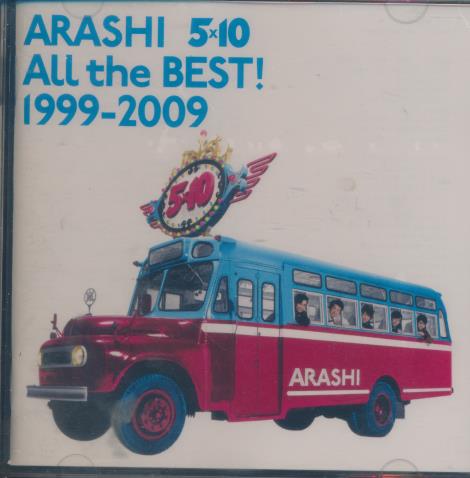 ARASHI 5×10
All the BEST!
1999-2009
5×10
ARASHI